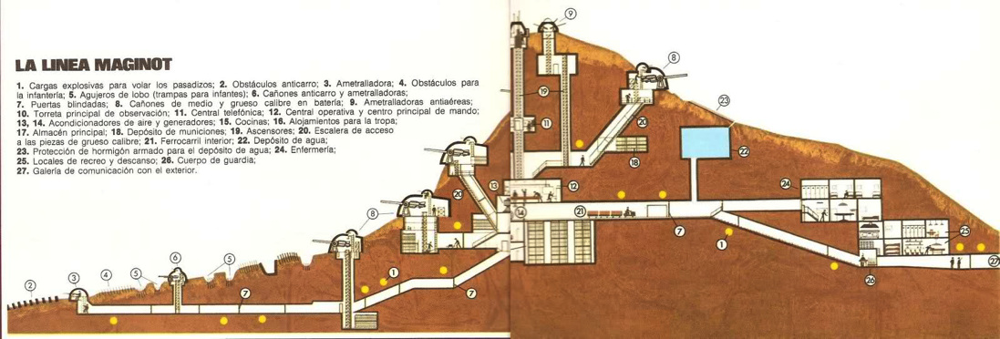 LA LINEA MAGINOT
1. Cargas explosivas para volar los pasadizos; 2. Obstáculos anticarro; 3. Ametralladora; 4. Obstáculos para
la infantería; 5. Agujeros de lobo (trampas para infantes); 6. Cañones anticarro y ametralladoras;
7. Puertas blindadas; 8. Cañones de medio y grueso calibre en batería; 9. Ametralladoras antiaéreas;
10. Torreta principal de observación; 11. Central telefónica; 12. Central operativa y centro principal de mando;
13, 14. Acondicionadores de aire y generadores; 15. Cocinas; 16. Alojamientos para la tropa;
17. Almacén principal; 18. Depósito de municiones; 19. Ascensores; 20. Escalera de acceso
a las piezas de grueso calibre; 21. Ferrocarril interior; 22. Depósito de agua;
23. Protección de hormigón armado para el depósito de agua; 24. Enfermería;
25. Locales de recreo y descanso; 26. Cuerpo de guardia;
27. Galería de comunicación con el exterior.
9
8
19
23
11
20
22
18
13
12
24
20
14
21
7
8
1
25
6
5
26
27
5
4
3
2
1
7
7